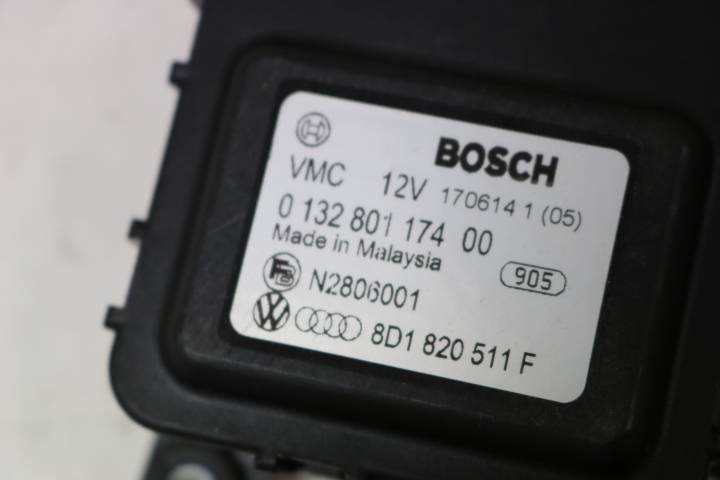 BOSCH
VMC 12V 170614 1 (05)
0 132 801 174 00
Made in Malaysia
905
N2806001
8D1 820 511 F